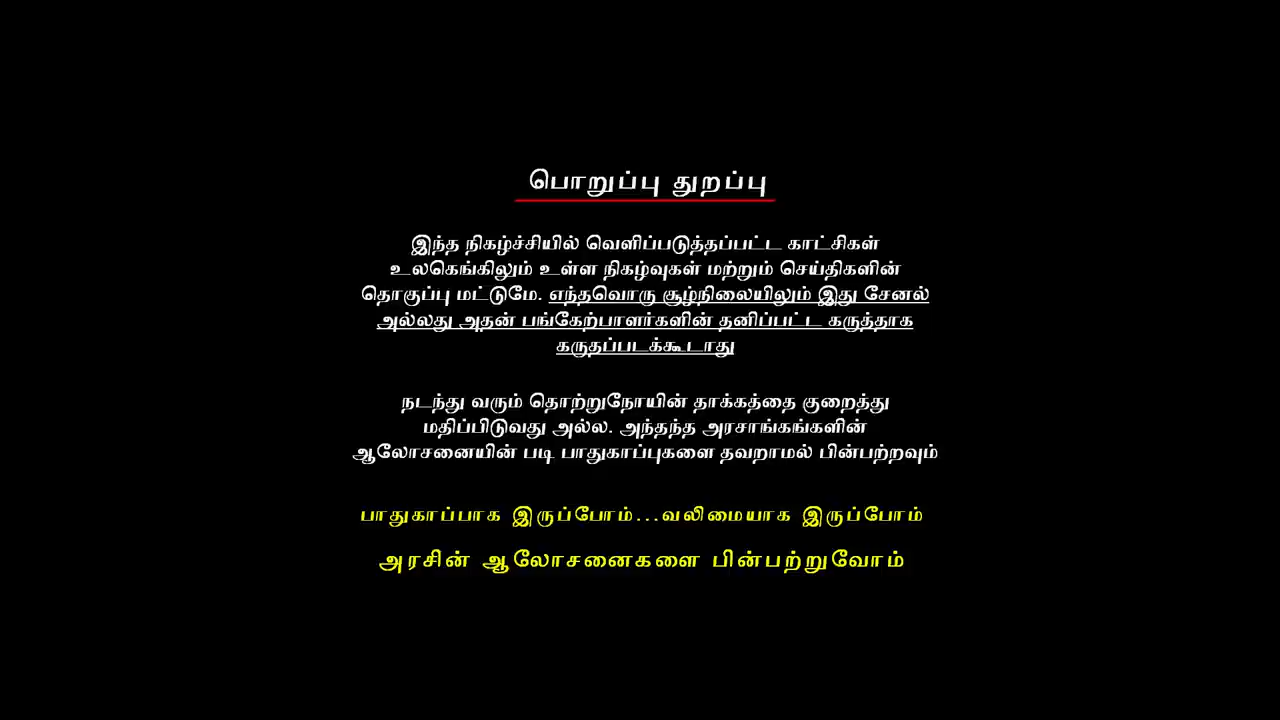 பொறுப்பு துறப்பு
இந்த நிகழ்ச்சியில் வெளிப்படுத்தப்பட்ட காட்சிகள்
உலகெங்கிலும் உள்ள நிகழ்வுகள் மற்றும் செய்திகளின்
தொகுப்பு மட்டுமே. எந்தவொரு சூழ்நிலையிலும் இது சேனல்
அல்லது அதன் பங்கேற்பாளர்களின் தனிப்பட்ட கருத்தாக
கருதப்படக்கூடாது
நடந்து வரும் தொற்றுநோயின் தாக்கத்தை குறைத்து
மதிப்பிடுவது அல்ல. அந்தந்த அரசாங்கங்களின்
ஆலோசனையின் படி பாதுகாப்புகளை தவறாமல் பின்பற்றவும்
பாதுகாப்பாக இருப்போம்...வலிமையாக இருப்போம்
அரசின் ஆலோசனைகளை பின்பற்றுவோம்